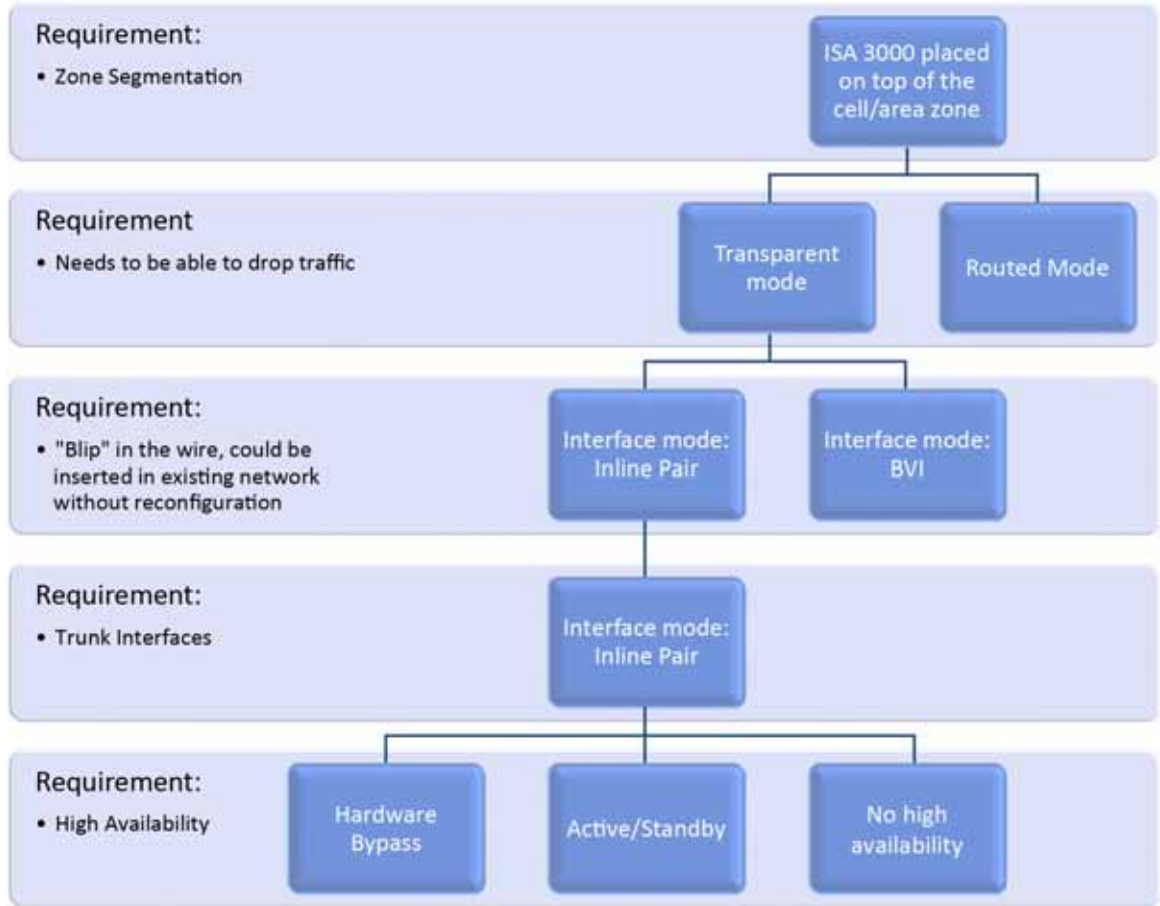 Requirement:
• Zone Segmentation
ISA 3000 placed
on top of the
cell/area zone
Requirement
• Needs to be able to drop traffic
Transparent
mode
Routed Mode
Requirement:
• "Blip" in the wire, could be
inserted in existing network
without reconfiguration
Interface mode:
Inline Pair
Interface mode:
BVI
Requirement:
• Trunk Interfaces
Interface mode:
Inline Pair
Requirement:
• High Availability
Hardware
Bypass
Active/Standby
No high
availability